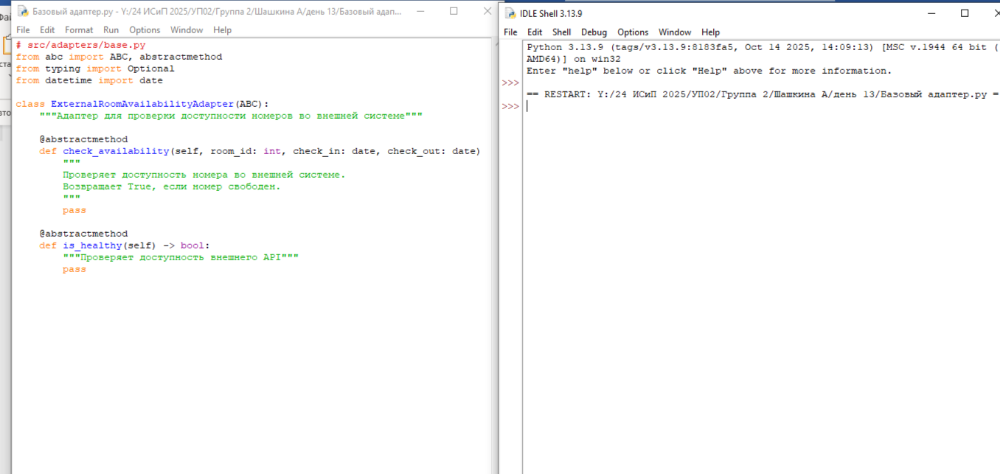 Базовый адаптер.py - Y:/24 ИСиП 2025/УП02/Группа 2/Шашкина А/день 13/Базовый адап...
File Edit Format Run Options Window Help
# src/adapters/base.py
from abc import ABC, abstractmethod
from typing import Optional
from datetime import date
class ExternalRoomAvailabilityAdapter(ABC):
"""Адаптер для проверки доступности номеров во внешней системе"""
@abstractmethod
def check_availability(self, room_id: int, check_in: date, check_out: date)
"""
Проверяет доступность номера во внешней системе.
Возвращает True, если номер свободен.
"""
pass
@abstractmethod
def is_healthy(self) -> bool:
"""Проверяет доступность внешнего API"""
pass
IDLE Shell 3.13.9
File Edit Shell Debug Options Window Help
Python 3.13.9 (tags/v3.13.9:8183fa5, Oct 14 2025, 14:09:13) [MSC v.1944 64 bit (
AMD64)] on win32
Enter "help" below or click "Help" above for more information.
>>>
== RESTART: Y:/24 ИСиП 2025/УП02/Группа 2/Шашкина А/день 13/Базовый адаптер.py =
>>>